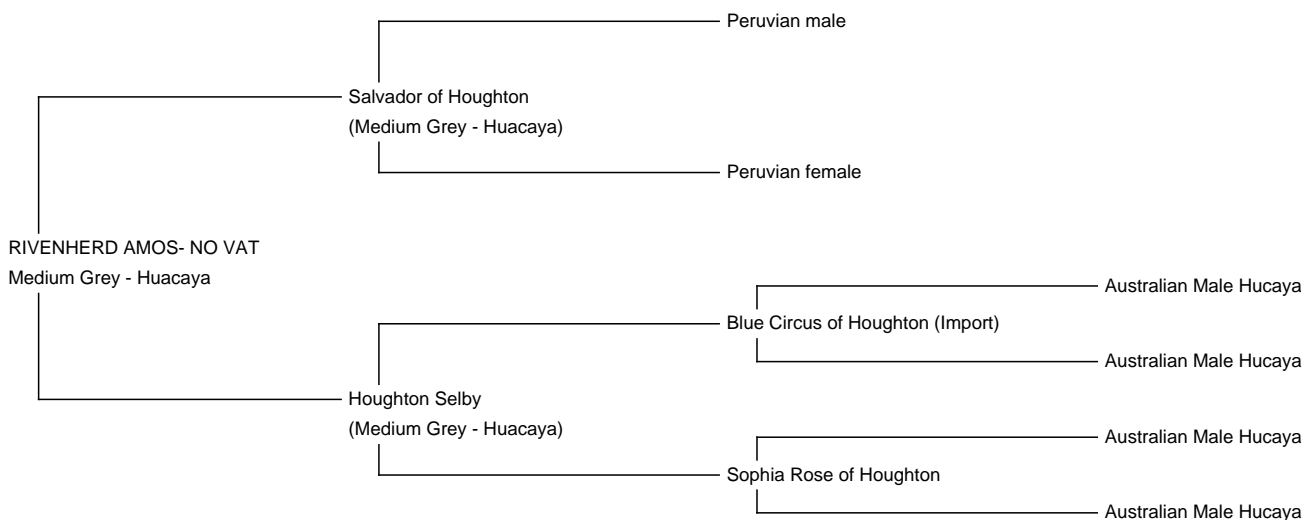 Peruvian male
Salvador of Houghton
(Medium Grey - Huacaya)
Peruvian female
RIVENHERD AMOS- NO VAT
Medium Grey - Huacaya
Australian Male Hucaya
Blue Circus of Houghton (Import)
Australian Male Hucaya
Houghton Selby
(Medium Grey - Huacaya)
Australian Male Hucaya
Sophia Rose of Houghton
Australian Male Hucaya